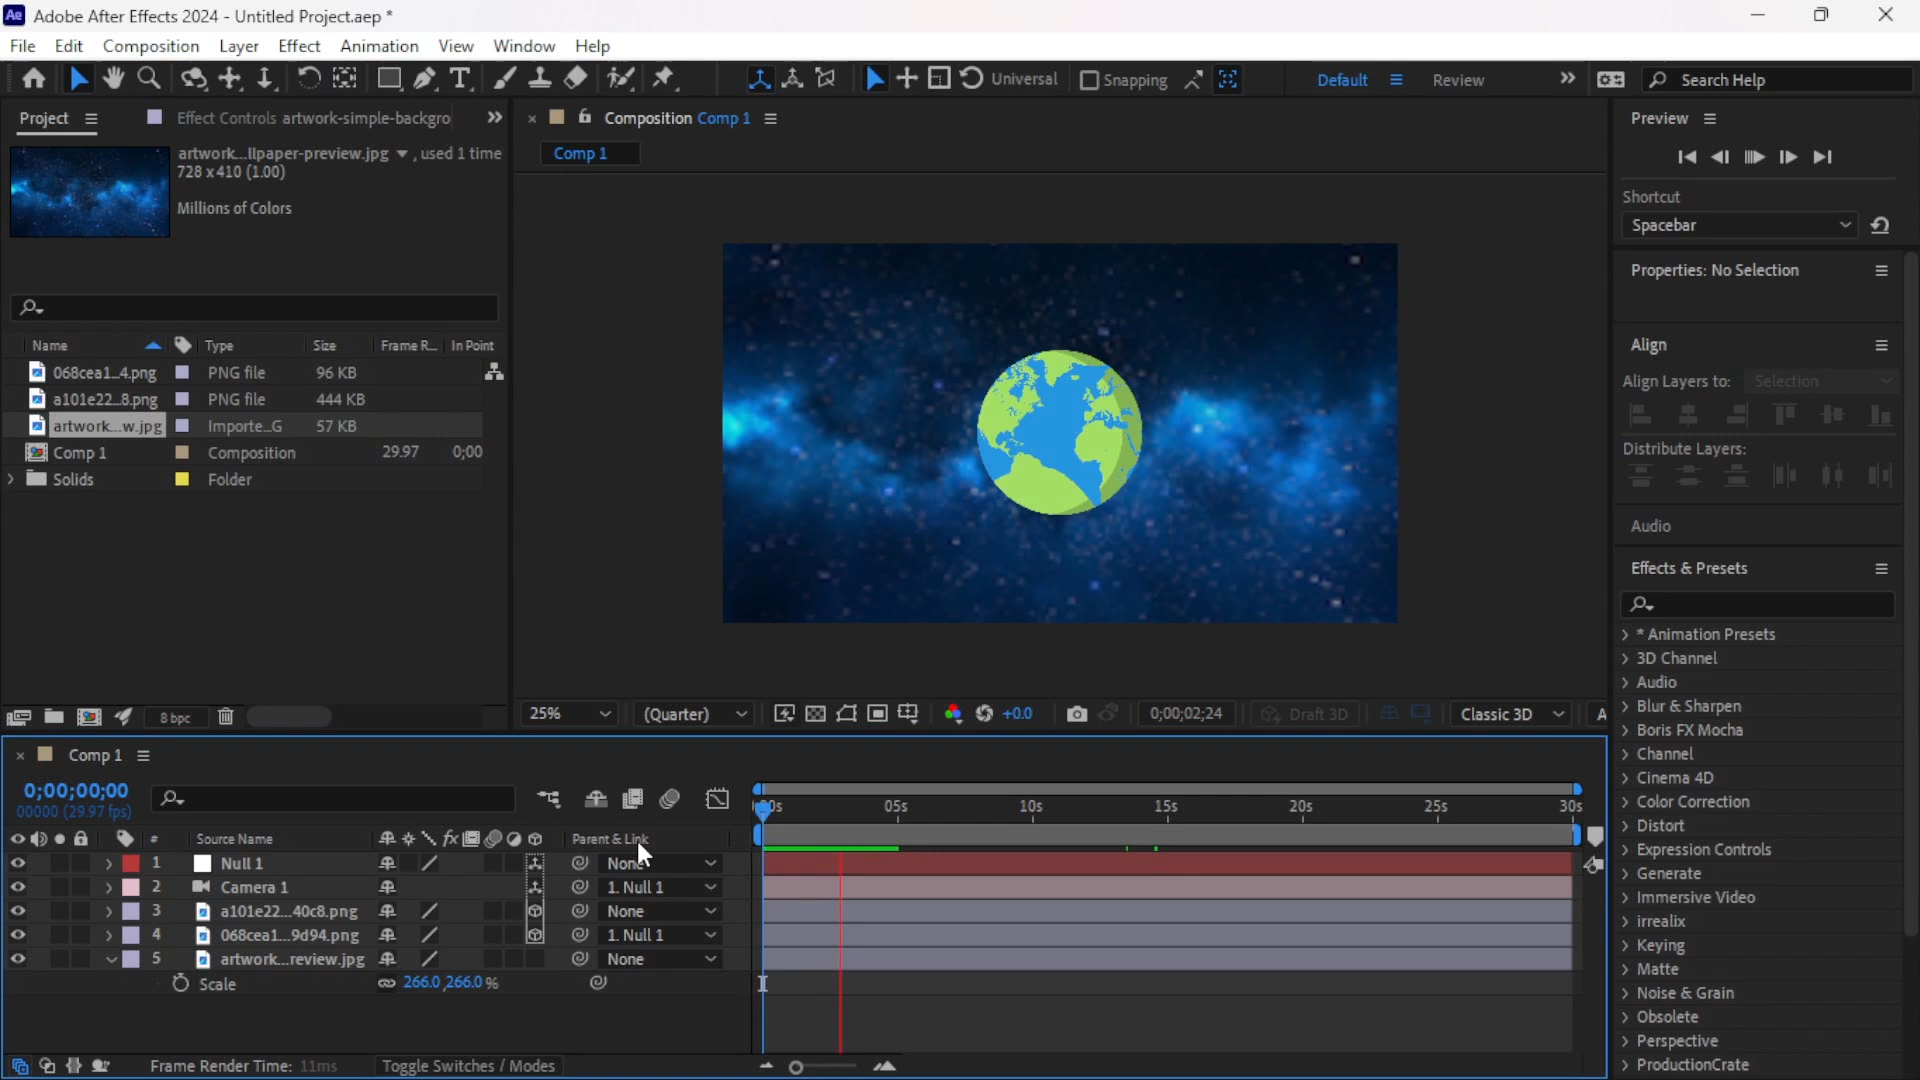 Ae Adobe After Effects 2024 - Untitled Project.aep *
File Edit Composition Layer Effect Animation View Window Help
Universal Snapping Default Review Search Help
Project Effect Controls artwork-simple-backgro
artwork...llpaper-preview.jpg , used 1 time
728 x 410 (1.00)
Millions of Colors
Name Type Size Frame R... In Point
068cea1...4.png PNG file 96 KB
a101e22...8.png PNG file 444 KB
artwork...w.jpg Importe...G 57 KB
Comp 1 Composition 29.97 0;00
Solids Folder
8 bpc
Composition Comp 1
Comp 1
25% (Quarter) +0.0 0;00;02;24 Draft 3D Classic 3D A
Preview
Shortcut
Spacebar
Properties: No Selection
Align
Align Layers to: Selection
Distribute Layers:
Audio
Effects & Presets
* Animation Presets
3D Channel
Audio
Blur & Sharpen
Boris FX Mocha
Channel
Cinema 4D
Color Correction
Distort
Expression Controls
Generate
Immersive Video
irrealix
Keying
Matte
Noise & Grain
Obsolete
Perspective
ProductionCrate
Comp 1
0;00;00;00
00000 (29.97 fps)
:00s 05s 10s 15s 20s 25s 30s
# Source Name fx Parent & Link
1 Null 1 None
2 Camera 1 1. Null 1
3 a101e22...40c8.png None
4 068cea1...9d94.png 1. Null 1
5 artwork...review.jpg None
Scale 266.0,266.0 %
Frame Render Time: 11ms Toggle Switches / Modes